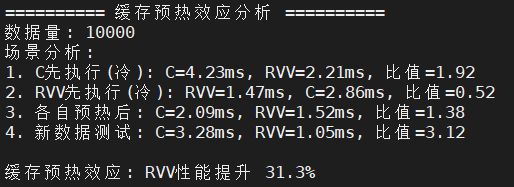 ========== 缓存预热效应分析 ==========
数据量: 10000
场景分析:
1. C先执行(冷): C=4.23ms, RVV=2.21ms, 比值=1.92
2. RVV先执行(冷): RVV=1.47ms, C=2.86ms, 比值=0.52
3. 各自预热后: C=2.09ms, RVV=1.52ms, 比值=1.38
4. 新数据测试: C=3.28ms, RVV=1.05ms, 比值=3.12
缓存预热效应: RVV性能提升 31.3%